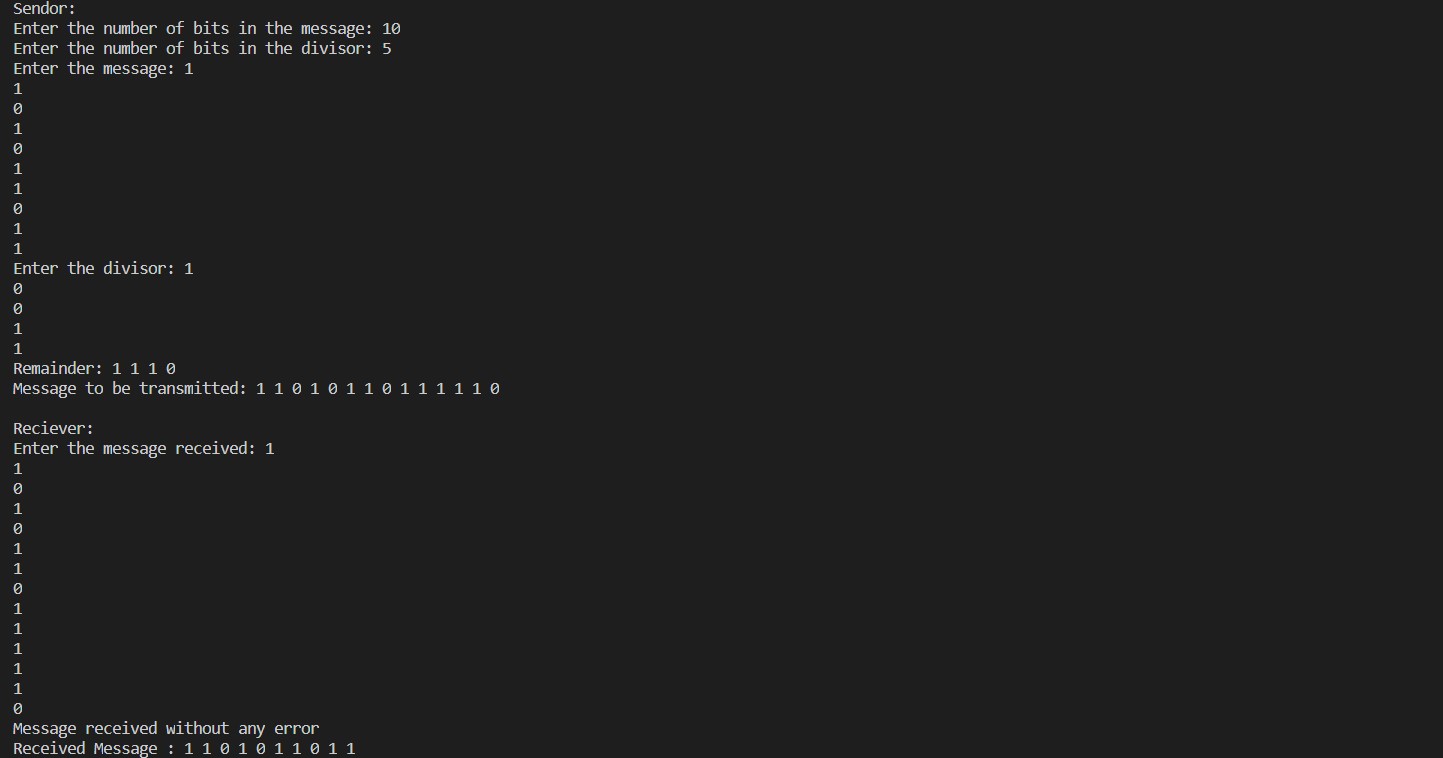 Sendor:
Enter the number of bits in the message: 10
Enter the number of bits in the divisor: 5
Enter the message: 1
1
0
1
0
1
1
0
1
1
Enter the divisor: 1
0
0
1
1
Remainder: 1 1 1 0
Message to be transmitted: 1 1 0 1 0 1 1 0 1 1 1 1 1 0
Reciever:
Enter the message received: 1
1
0
1
0
1
1
0
1
1
1
1
1
0
Message received without any error
Received Message : 1 1 0 1 0 1 1 0 1 1